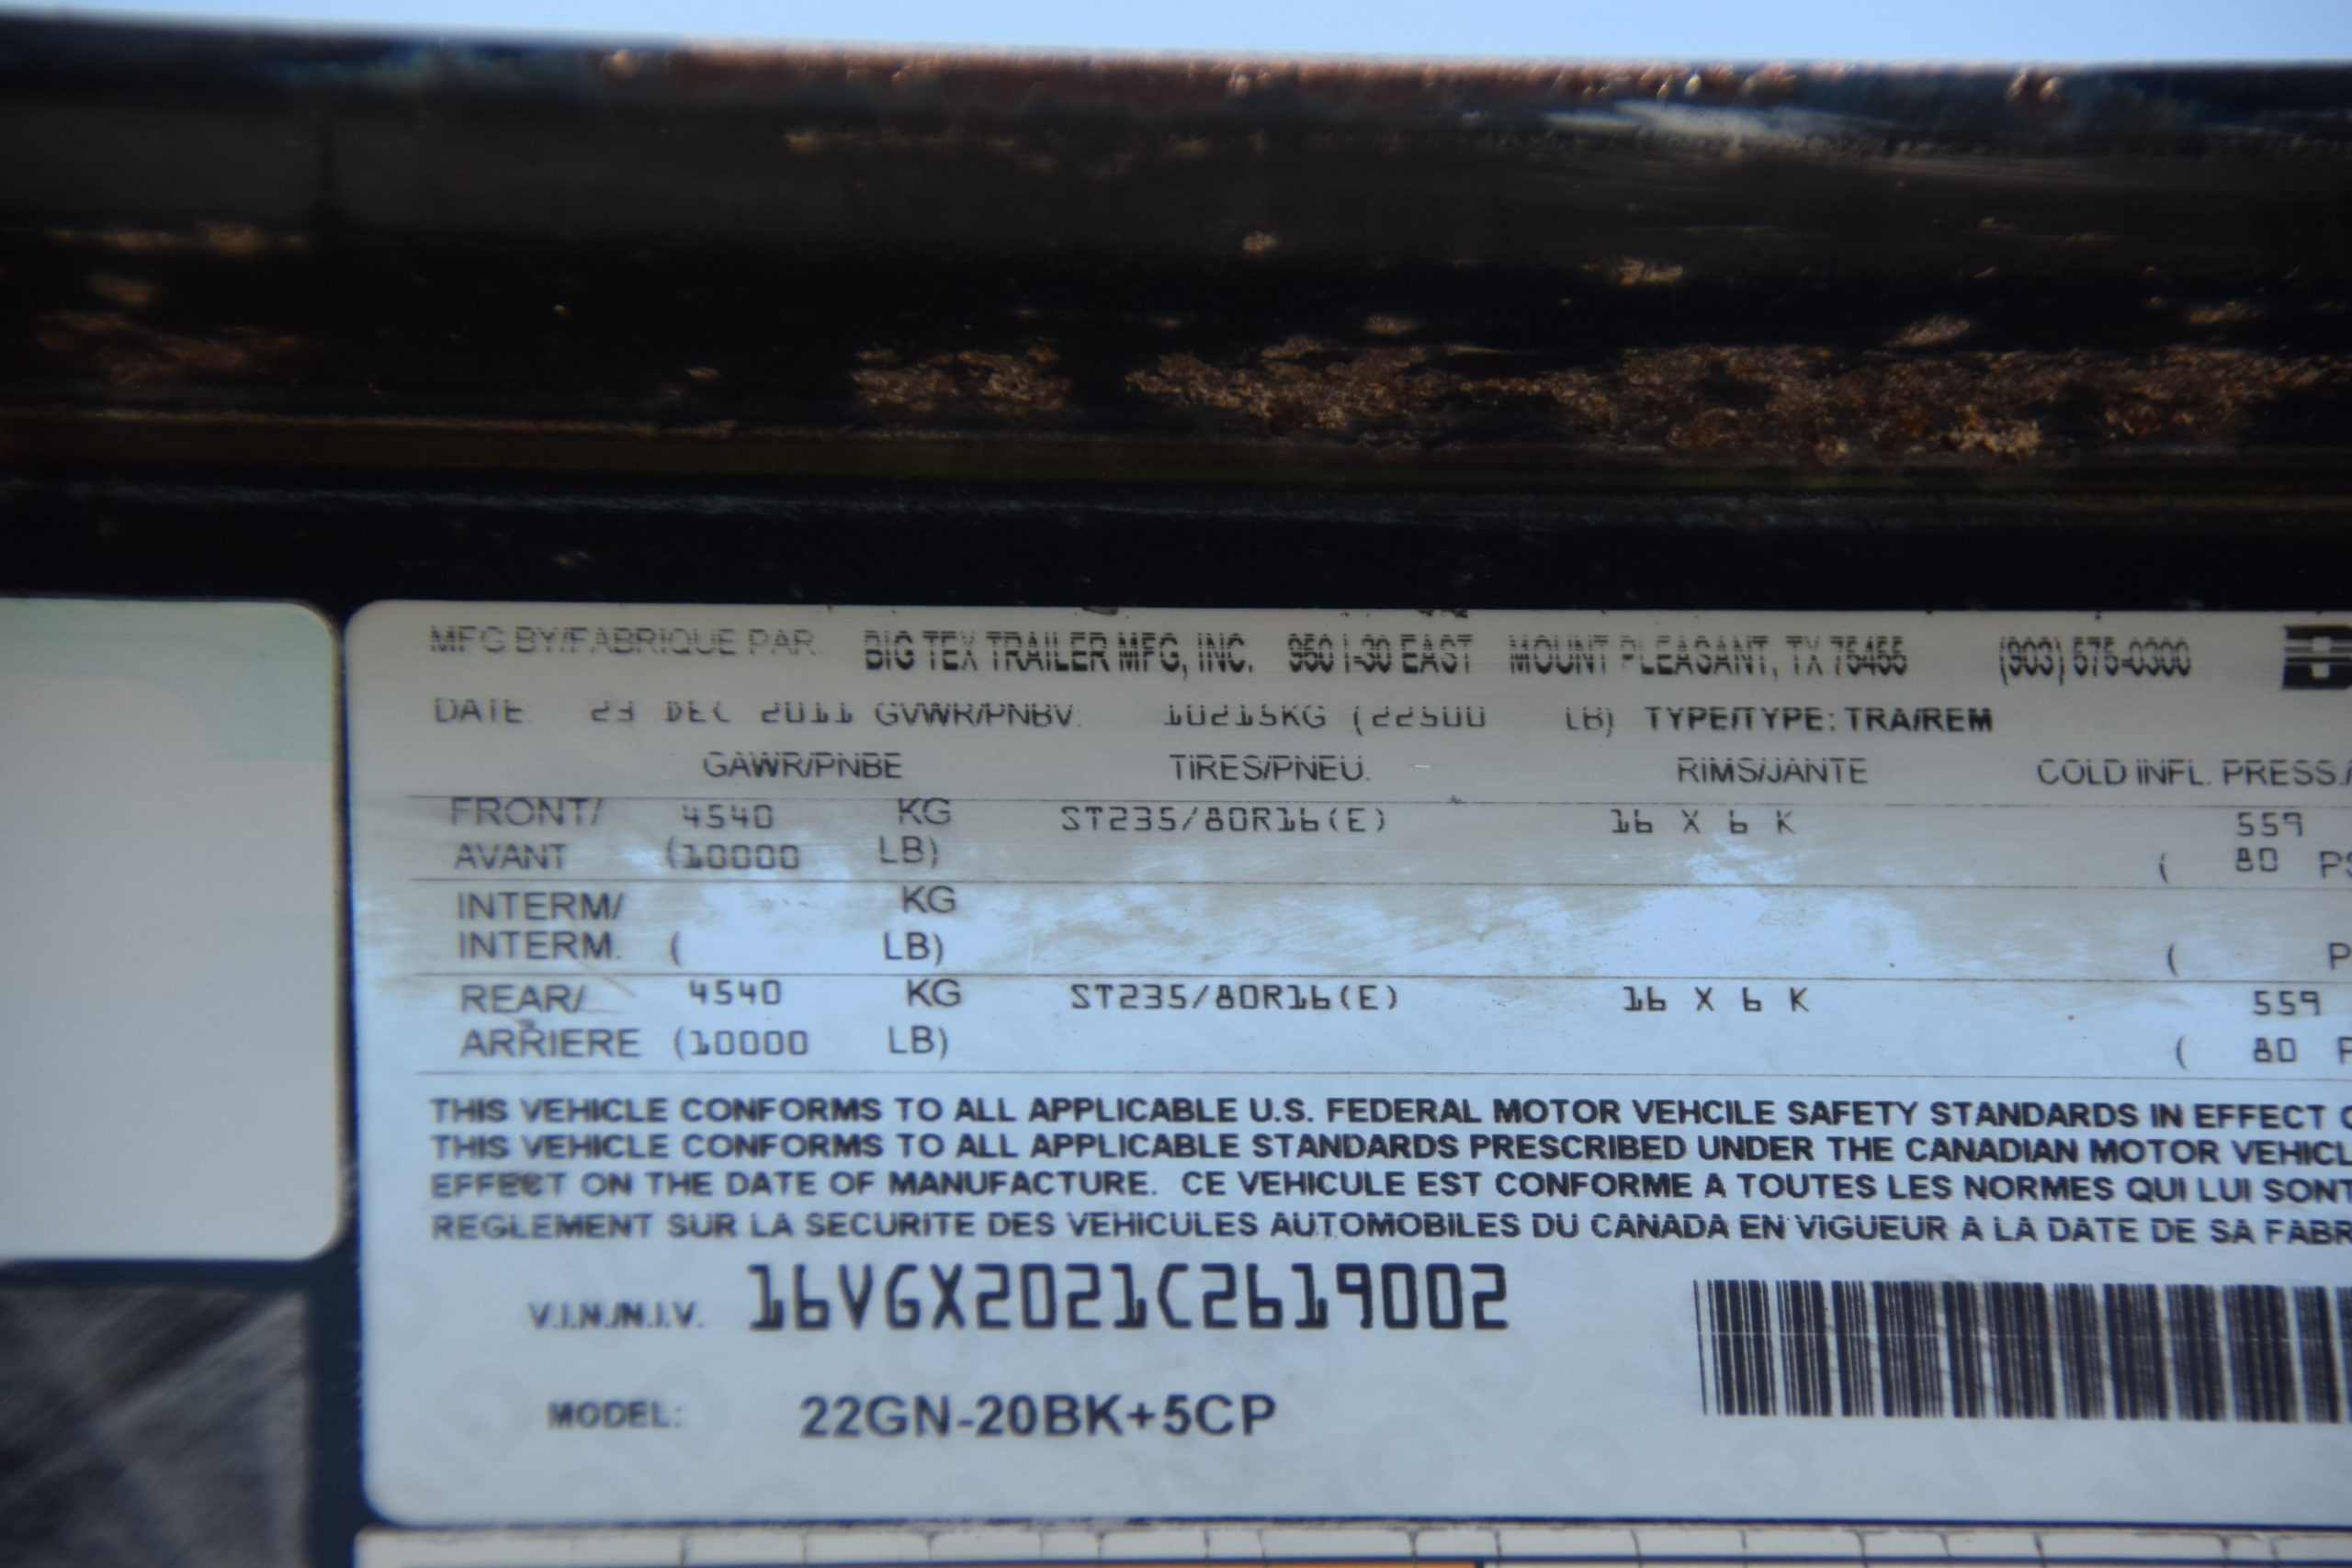 MFG BY/FABRIQUE PAR: BIG TEX TRAILER MFG, INC. 950 I-30 EAST MOUNT PLEASANT, TX 75455 (903) 575-0300
DATE: 23 DEC 2011 GVWR/PNBV: 10215KG (22500 LB) TYPE/TYPE: TRA/REM
GAWR/PNBE TIRES/PNEU. RIMS/JANTE COLD INFL. PRESS./
FRONT/ 4540 KG ST235/80R16(E) 16 X 6 K 559
AVANT (10000 LB) ( 80 PS
INTERM/ KG
INTERM. ( LB) ( P
REAR/ 4540 KG ST235/80R16(E) 16 X 6 K 559
ARRIERE (10000 LB) ( 80 P
THIS VEHICLE CONFORMS TO ALL APPLICABLE U.S. FEDERAL MOTOR VEHCILE SAFETY STANDARDS IN EFFECT
THIS VEHICLE CONFORMS TO ALL APPLICABLE STANDARDS PRESCRIBED UNDER THE CANADIAN MOTOR VEHICL
EFFECT ON THE DATE OF MANUFACTURE. CE VEHICULE EST CONFORME A TOUTES LES NORMES QUI LUI SONT
REGLEMENT SUR LA SECURITE DES VEHICULES AUTOMOBILES DU CANADA EN VIGUEUR A LA DATE DE SA FABR
V.I.N./N.I.V. 16VGX2021C2619002
MODEL: 22GN-20BK+5CP